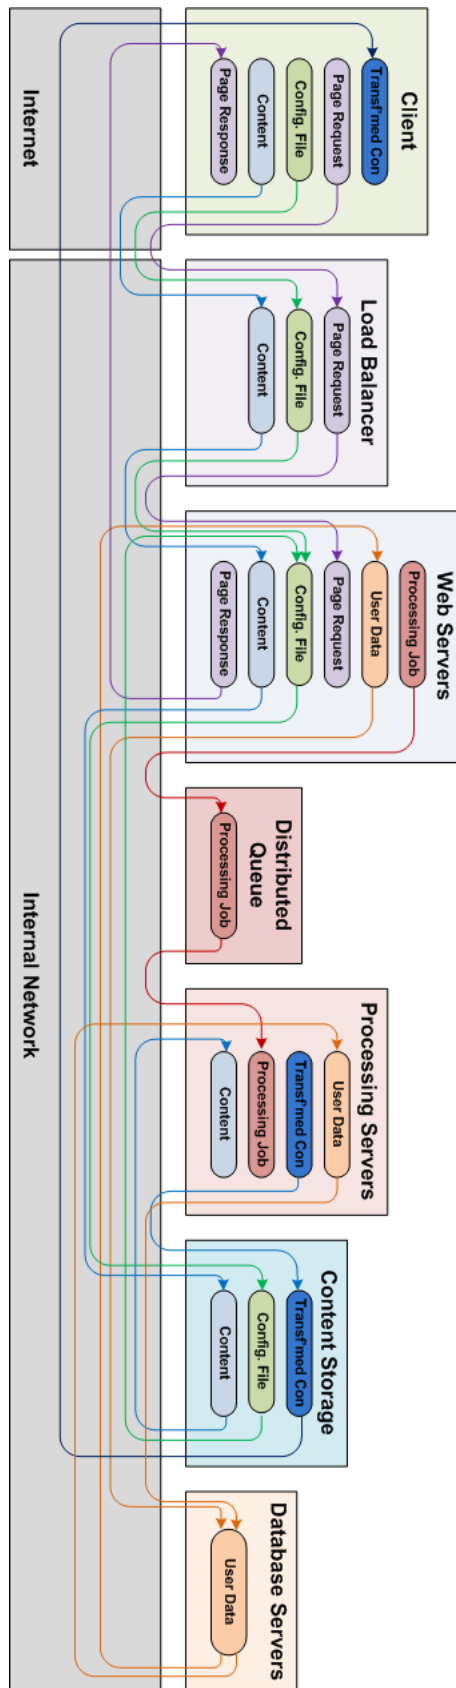 Client
Transf'med Con
Page Request
Config. File
Content
Page Response
Internet
Load Balancer
Page Request
Config. File
Content
Web Servers
Processing Job
User Data
Page Request
Config. File
Content
Page Response
Distributed
Queue
Processing Job
Processing Servers
User Data
Transf'med Con
Processing Job
Content
Content Storage
Transf'med Con
Config. File
Content
Database Servers
User Data
Internal Network